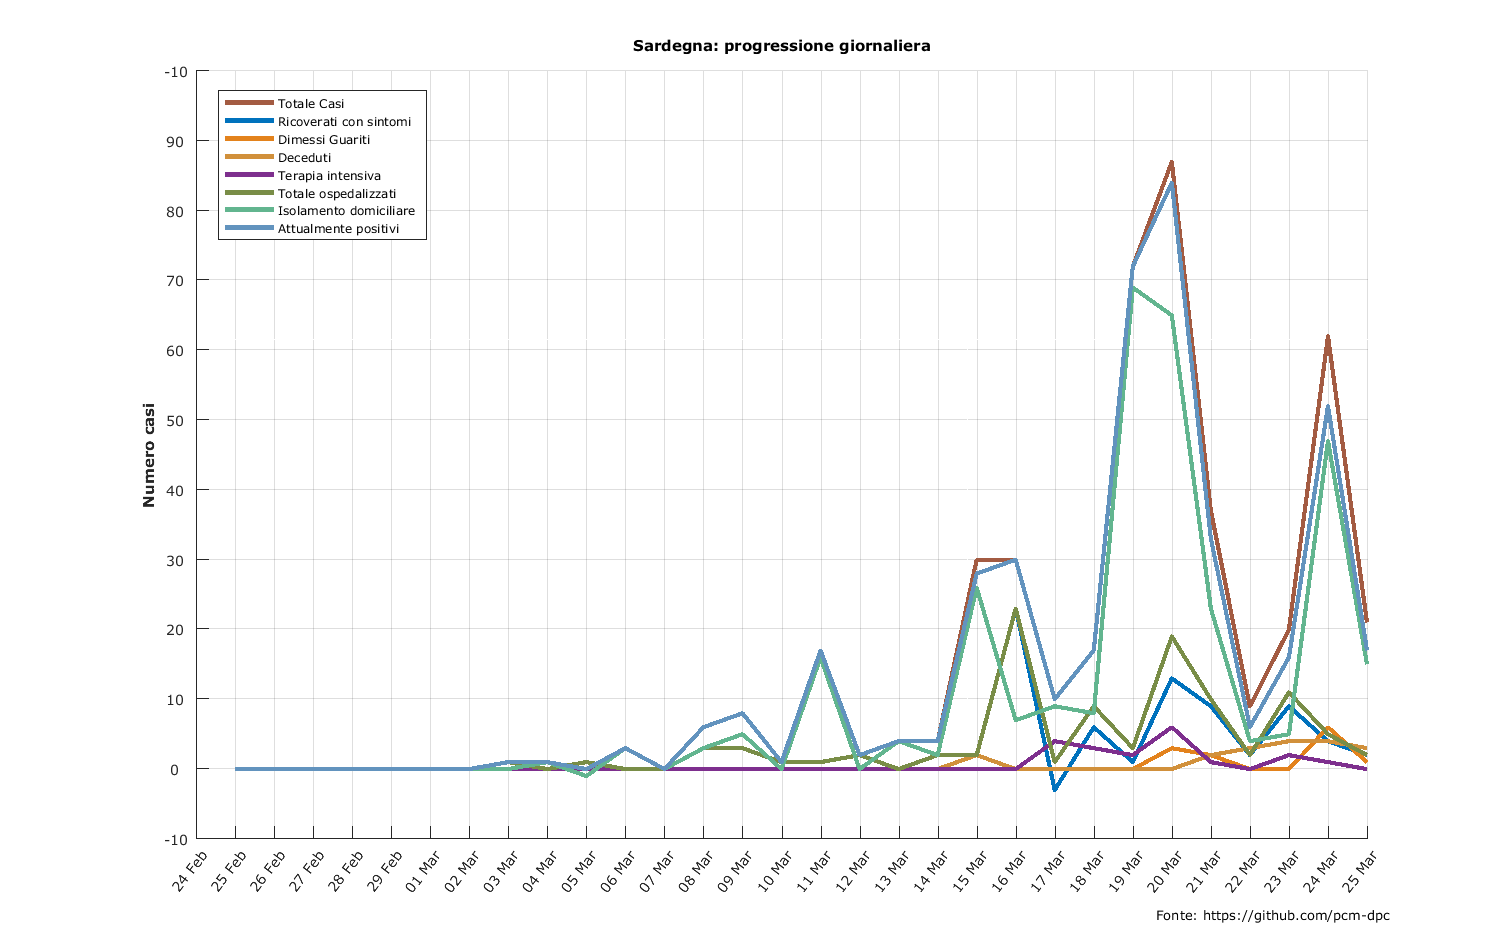 Sardegna: progressione giornaliera
-10
90
80
70
60
50
40
30
20
10
0
-10
Numero casi
Totale Casi
Ricoverati con sintomi
Dimessi Guariti
Deceduti
Terapia intensiva
Totale ospedalizzati
Isolamento domiciliare
Attualmente positivi
24 Feb
25 Feb
26 Feb
27 Feb
28 Feb
29 Feb
01 Mar
02 Mar
03 Mar
04 Mar
05 Mar
06 Mar
07 Mar
08 Mar
09 Mar
10 Mar
11 Mar
12 Mar
13 Mar
14 Mar
15 Mar
16 Mar
17 Mar
18 Mar
19 Mar
20 Mar
21 Mar
22 Mar
23 Mar
24 Mar
25 Mar
Fonte: https://github.com/pcm-dpc